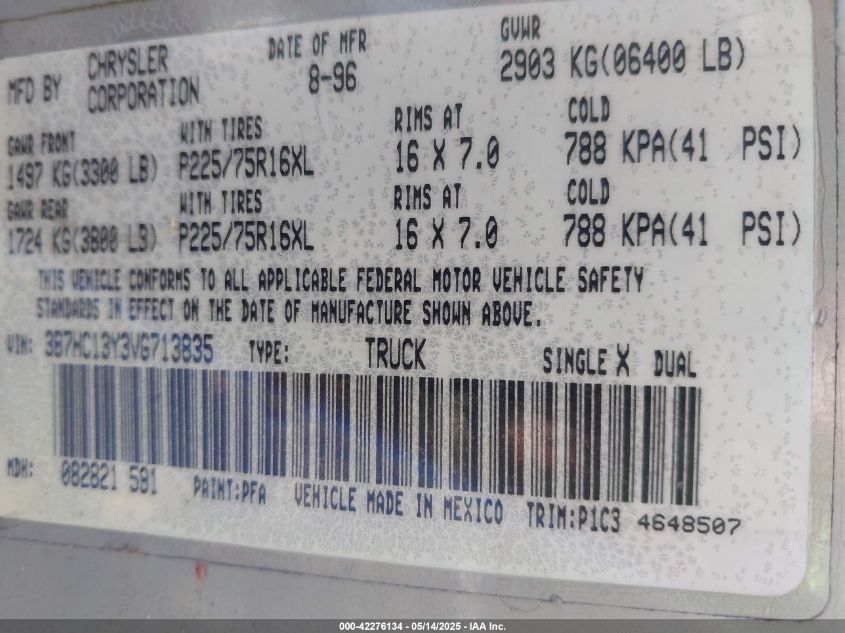 MFD BY CHRYSLER CORPORATION DATE OF MFR 8-96 GVWR 2903 KG(06400 LB)
GAWR FRONT WITH TIRES RIMS AT COLD
1497 KG(3300 LB) P225/75R16XL 16 X 7.0 788 KPA(41 PSI)
GAWR REAR WITH TIRES RIMS AT COLD
1724 KG(3800 LB) P225/75R16XL 16 X 7.0 788 KPA(41 PSI)
THIS VEHICLE CONFORMS TO ALL APPLICABLE FEDERAL MOTOR VEHICLE SAFETY
STANDARDS IN EFFECT ON THE DATE OF MANUFACTURE SHOWN ABOVE.
VIN: 3B7HC13Y3VG713835 TYPE: TRUCK SINGLE X DUAL
MDH: 082821 591 PAINT:PFA VEHICLE MADE IN MEXICO TRIM:P1C3 4648507
000-42276134 - 05/14/2025 - IAA Inc.